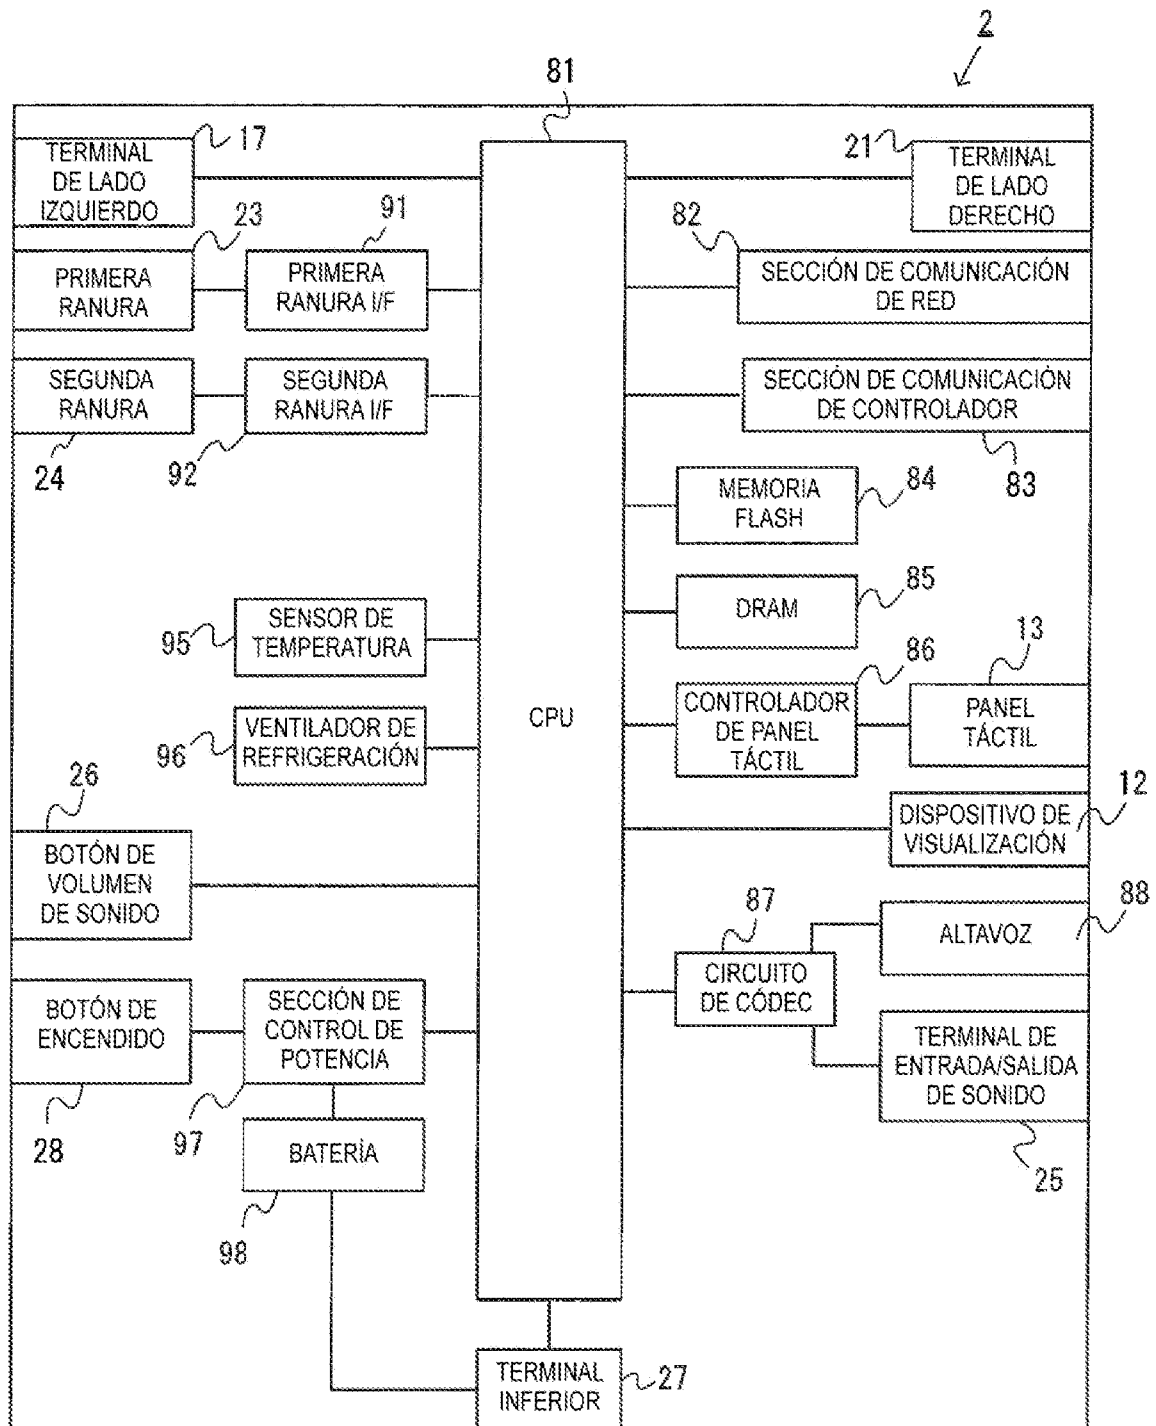 2
81
17
TERMINAL
DE LADO
IZQUIERDO
21
TERMINAL
DE LADO
DERECHO
23
PRIMERA
RANURA
91
PRIMERA
RANURA I/F
82
SECCIÓN DE COMUNICACIÓN
DE RED
SEGUNDA
RANURA
24
SEGUNDA
RANURA I/F
92
SECCIÓN DE COMUNICACIÓN
DE CONTROLADOR
83
MEMORIA
FLASH
84
DRAM
85
SENSOR DE
TEMPERATURA
95
CPU
CONTROLADOR
DE PANEL
TÁCTIL
86
PANEL
TÁCTIL
13
VENTILADOR DE
REFRIGERACIÓN
96
DISPOSITIVO DE
VISUALIZACIÓN
12
26
BOTÓN DE
VOLUMEN
DE SONIDO
87
CIRCUITO
DE CÓDEC
ALTAVOZ
88
BOTÓN DE
ENCENDIDO
28
SECCIÓN DE
CONTROL DE
POTENCIA
97
TERMINAL DE
ENTRADA/SALIDA
DE SONIDO
25
BATERÍA
98
TERMINAL
INFERIOR
27